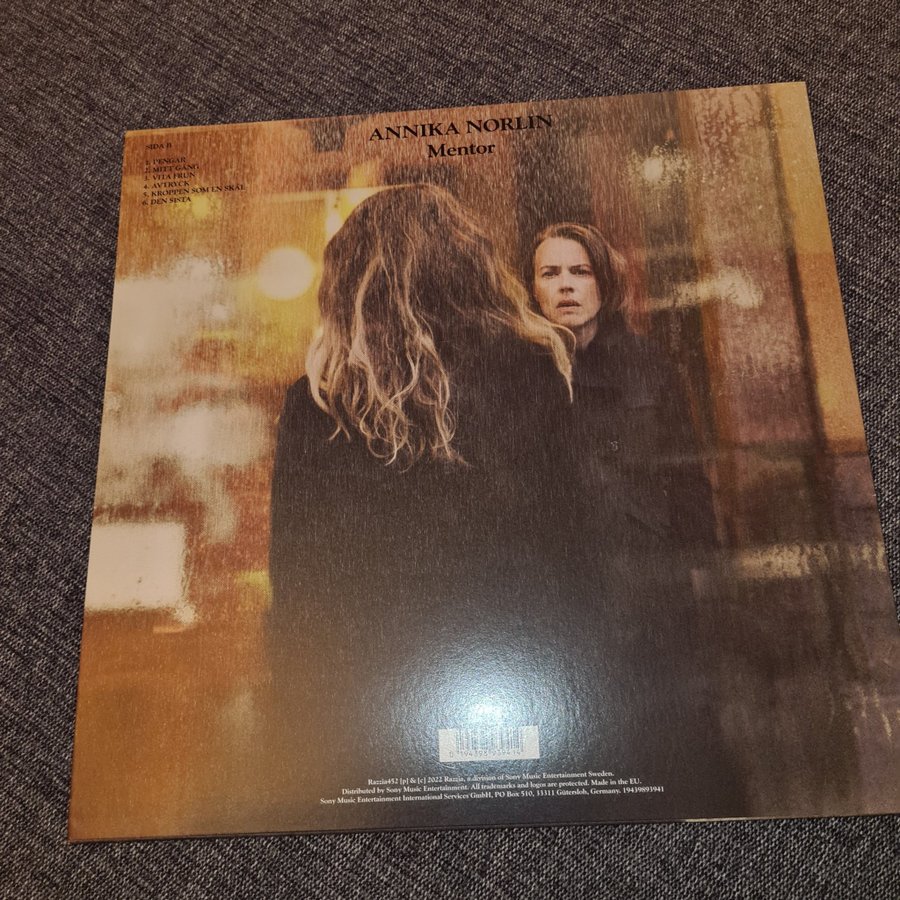 ANNIKA NORLIN
Mentor
SIDA B
1. PENGAR
2. MITT GÄNG
3. VITA FRUN
4. AVTRYCK
5. KROPPEN SOM EN SKÅL
6. DEN SISTA
Razzia452 [p] & [c] 2022 Razzia, a division of Sony Music Entertainment Sweden.
Distributed by Sony Music Entertainment. All trademarks and logos are protected. Made in the EU.
Sony Music Entertainment International Services GmbH, PO Box 510, 33311 Gütersloh, Germany. 19439893941